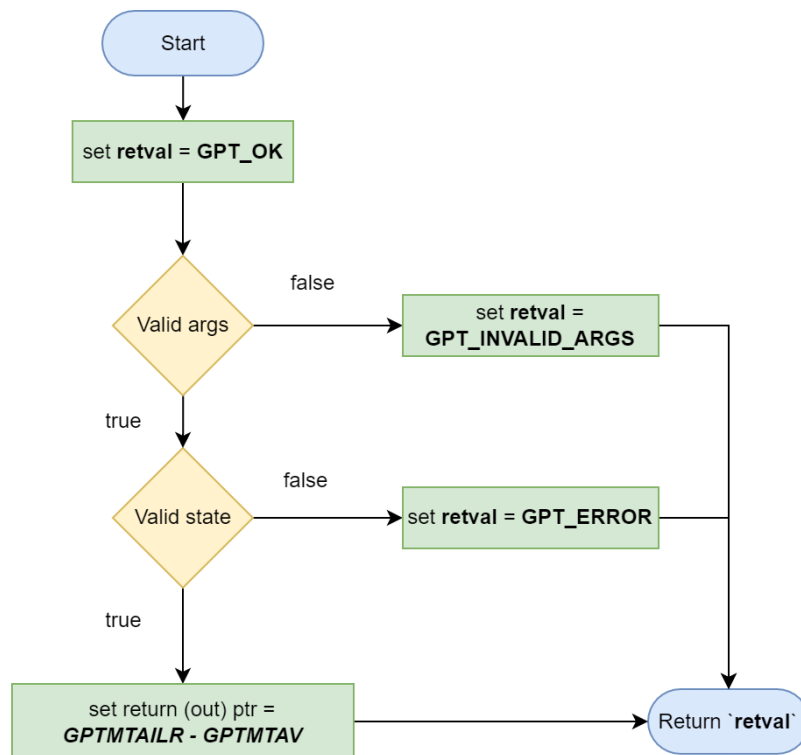 Start
set retval = GPT_OK
false
Valid args
set retval =
GPT_INVALID_ARGS
true
false
Valid state
set retval = GPT_ERROR
true
set return (out) ptr =
GPTMTAILR - GPTMTAV
Return `retval`